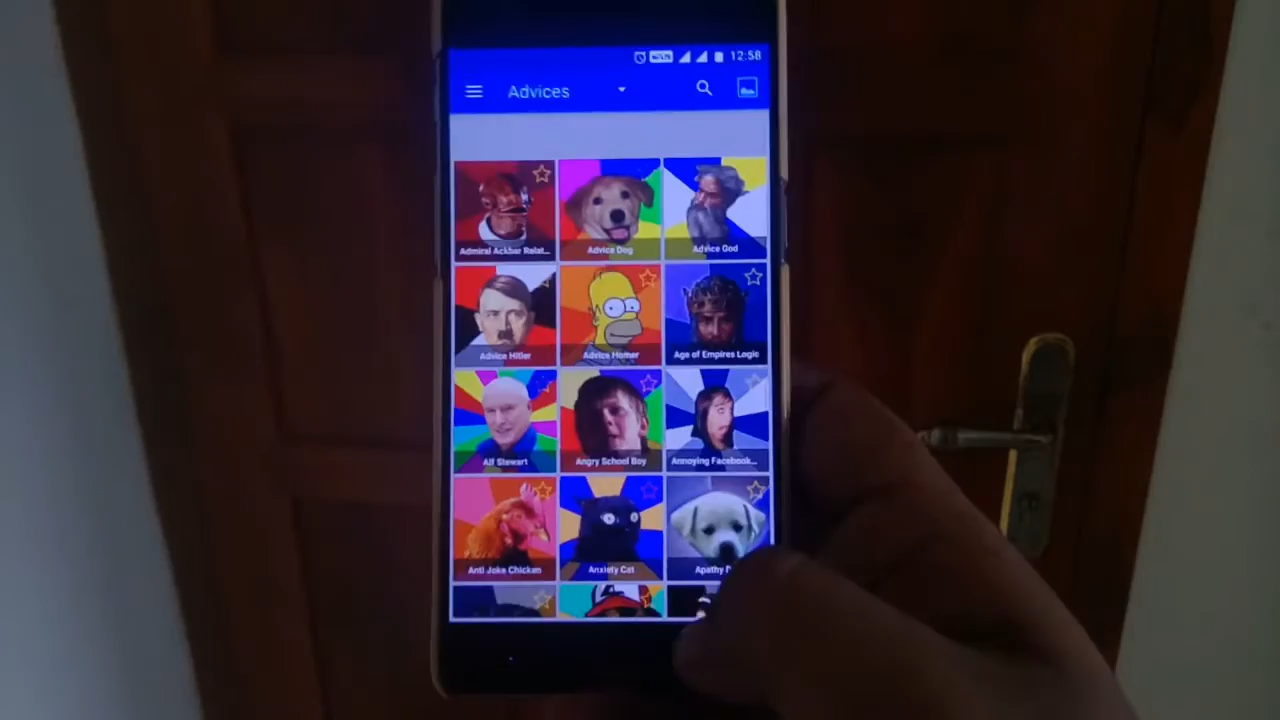 12:58
Advices
Admiral Ackbar Relat...
Advice Dog
Advice God
Advice Hitler
Advice Homer
Age of Empires Logic
Alf Stewart
Angry School Boy
Annoying Facebook...
Anti Joke Chicken
Anxiety Cat
Apathy